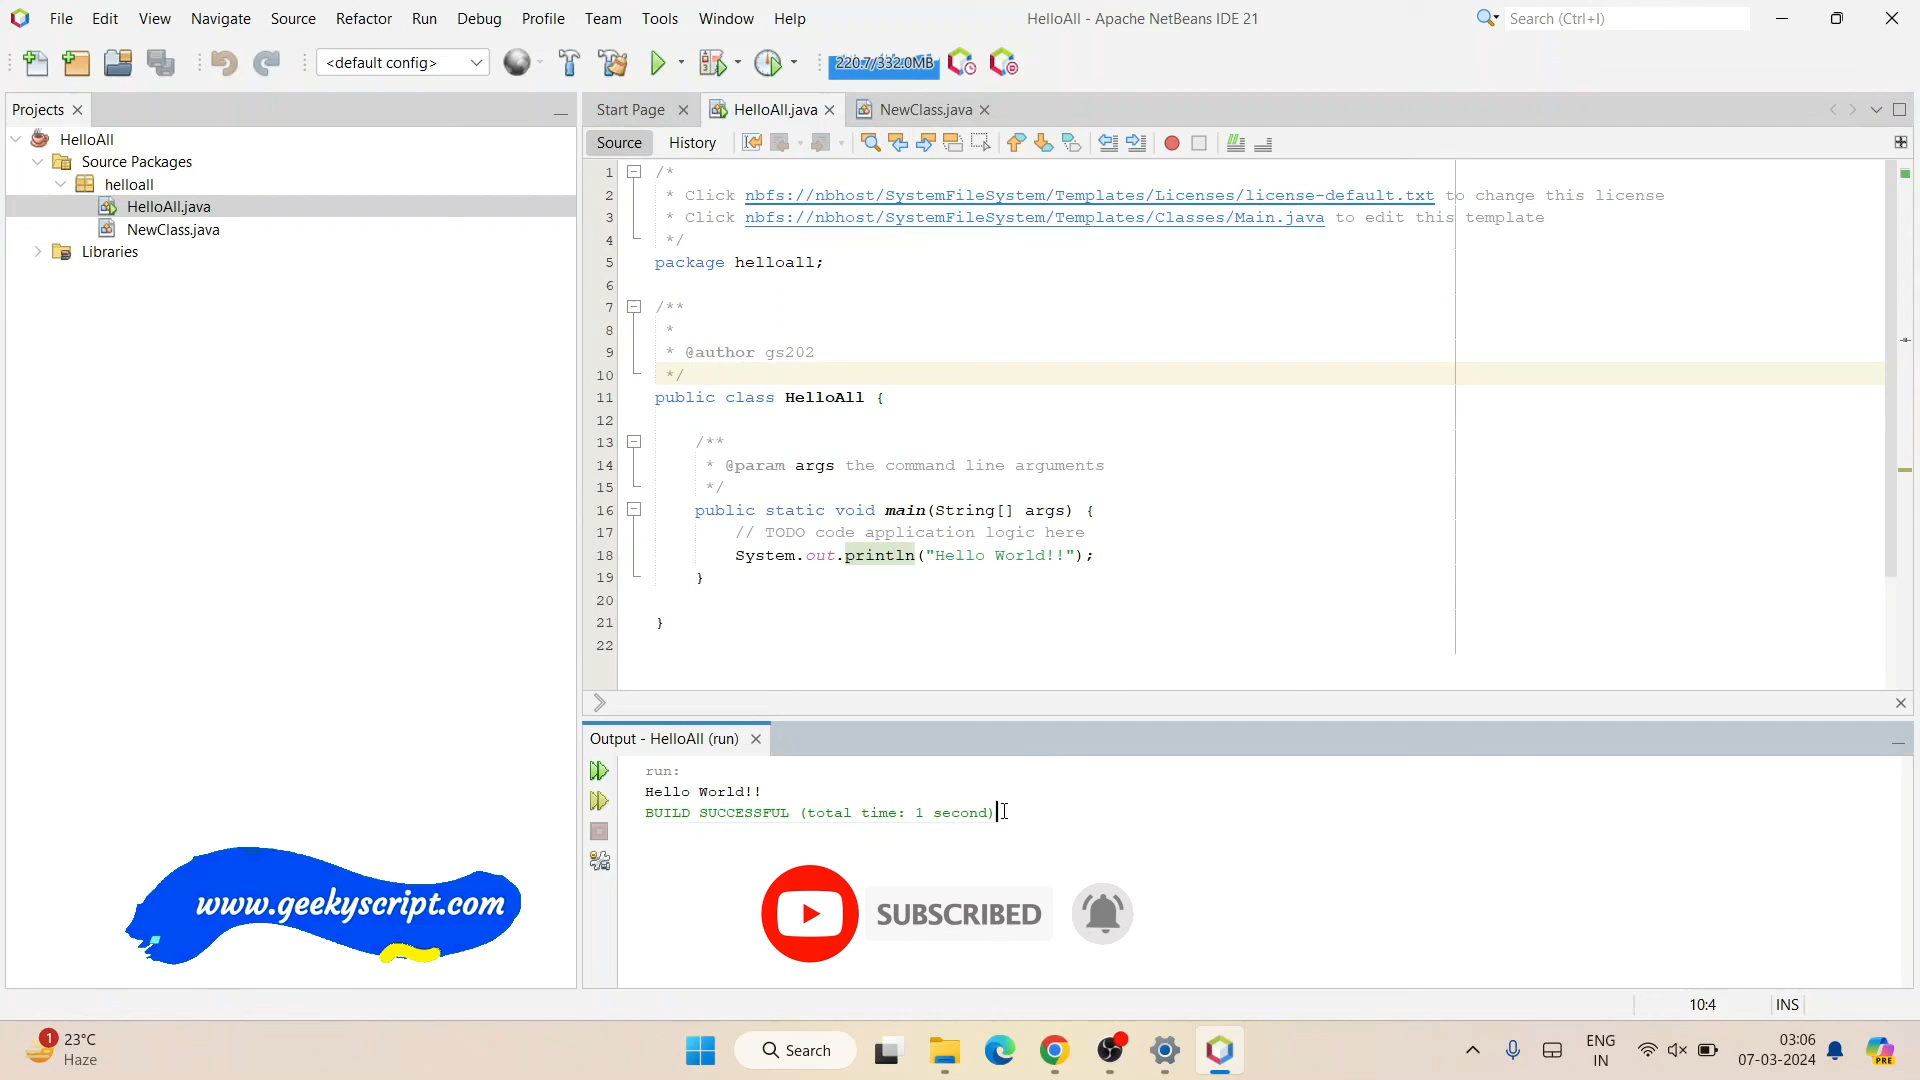 File Edit View Navigate Source Refactor Run Debug Profile Team Tools Window Help
HelloAll - Apache NetBeans IDE 21
Search (Ctrl+I)
<default config>
220.7/332.0MB
Projects
HelloAll
Source Packages
helloall
HelloAll.java
NewClass.java
Libraries
Start Page HelloAll.java NewClass.java
Source History
1 /*
2 * Click nbfs://nbhost/SystemFileSystem/Templates/Licenses/license-default.txt to change this license
3 * Click nbfs://nbhost/SystemFileSystem/Templates/Classes/Main.java to edit this template
4 */
5 package helloall;
6
7 /**
8 *
9 * @author gs202
10 */
11 public class HelloAll {
12
13 /**
14 * @param args the command line arguments
15 */
16 public static void main(String[] args) {
17 // TODO code application logic here
18 System.out.println("Hello World!!");
19 }
20
21 }
22
Output - HelloAll (run)
run:
Hello World!!
BUILD SUCCESSFUL (total time: 1 second)
www.geekyscript.com
SUBSCRIBED
10:4 INS
1
23°C
Haze
Search
ENG
IN
03:06
07-03-2024
PRE